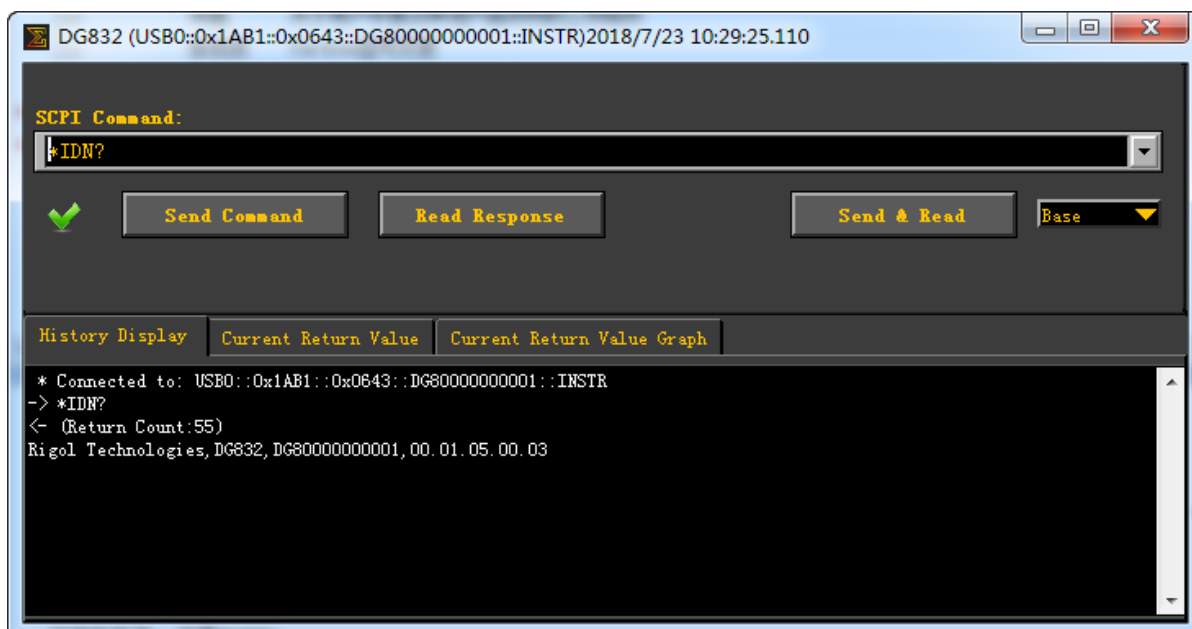 DG832 (USB0::0x1AB1::0x0643::DG80000000001::INSTR)2018/7/23 10:29:25.110
SCPI Command:
*IDN?
Send Command Read Response Send & Read Base
History Display Current Return Value Current Return Value Graph
* Connected to: USB0::0x1AB1::0x0643::DG80000000001::INSTR
-> *IDN?
<- (Return Count:55)
Rigol Technologies,DG832,DG80000000001,00.01.05.00.03